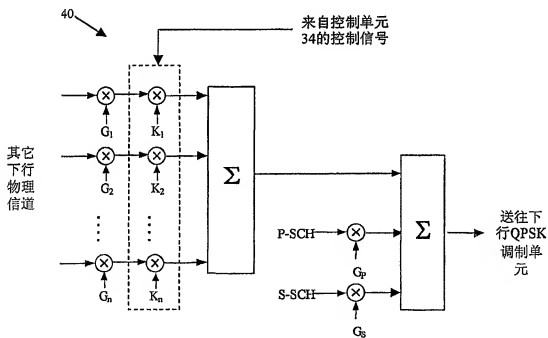 40
来自控制单元
34的控制信号
G1
K1
其它
下行
物理
信道
G2
K2
Σ
Gn
Kn
P-SCH
GP
S-SCH
GS
Σ
送往下
行QPSK
调制单
元